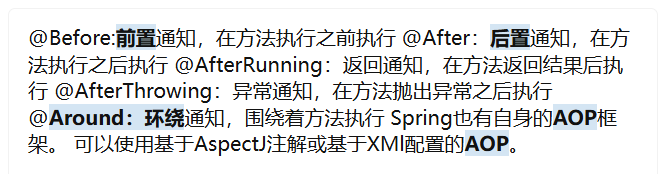 @Before:前置通知，在方法执行之前执行 @After：后置通知，在方
法执行之后执行 @AfterRunning：返回通知，在方法返回结果后执
行 @AfterThrowing：异常通知，在方法抛出异常之后执行
@Around：环绕通知，围绕着方法执行 Spring也有自身的AOP框
架。 可以使用基于AspectJ注解或基于XMl配置的AOP。